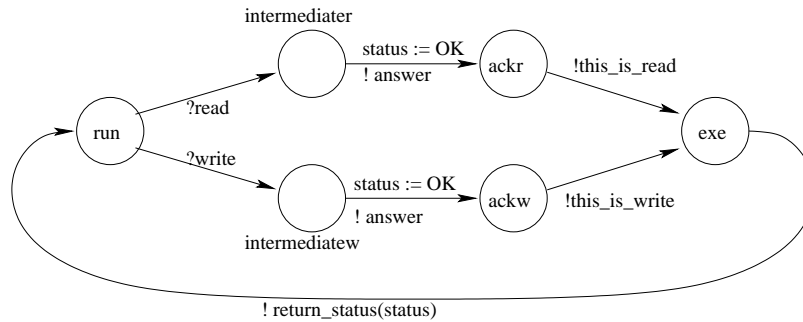 intermediater
status := OK
! answer
ackr
!this_is_read
?read
run
exe
?write
status := OK
! answer
ackw
!this_is_write
intermediatew
! return_status(status)